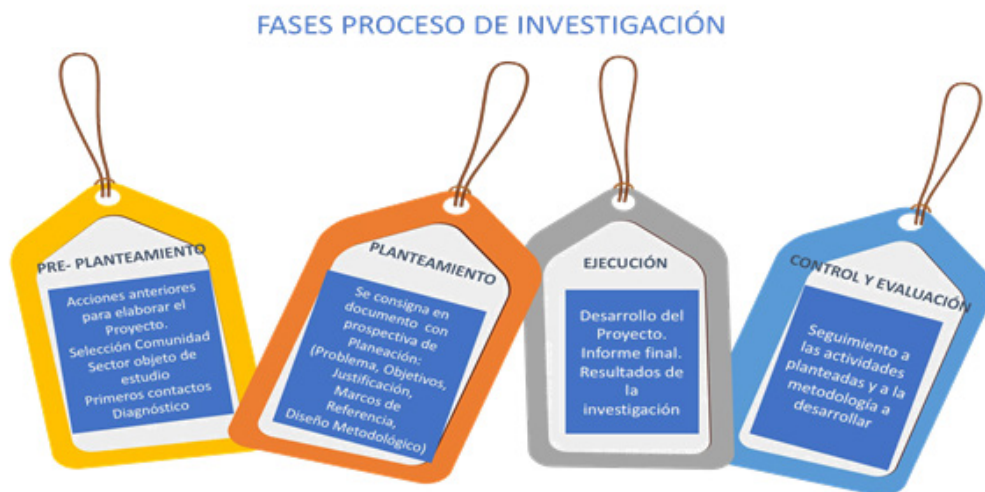 FASES PROCESO DE INVESTIGACIÓN
PRE- PLANTEAMIENTO
Acciones anteriores
para elaborar el
Proyecto.
Selección Comunidad
Sector objeto de
estudio
Primeros contactos
Diagnóstico
PLANTEAMIENTO
Se consigna en
documento con
prospectiva de
Planeación:
(Problema, Objetivos,
Justificación,
Marcos de
Referencia,
Diseño Metodológico)
EJECUCIÓN
Desarrollo del
Proyecto.
Informe final.
Resultados de
la
investigación
CONTROL Y EVALUACIÓN
Seguimiento a
las actividades
planteadas y a la
metodología a
desarrollar